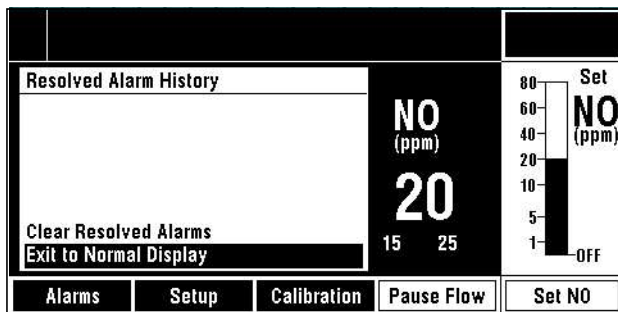 Resolved Alarm History
Clear Resolved Alarms
Exit to Normal Display
NO
(ppm)
20
15 25
Set
NO
(ppm)
80
60
40
20
10
5
1
OFF
Alarms Setup Calibration Pause Flow Set NO